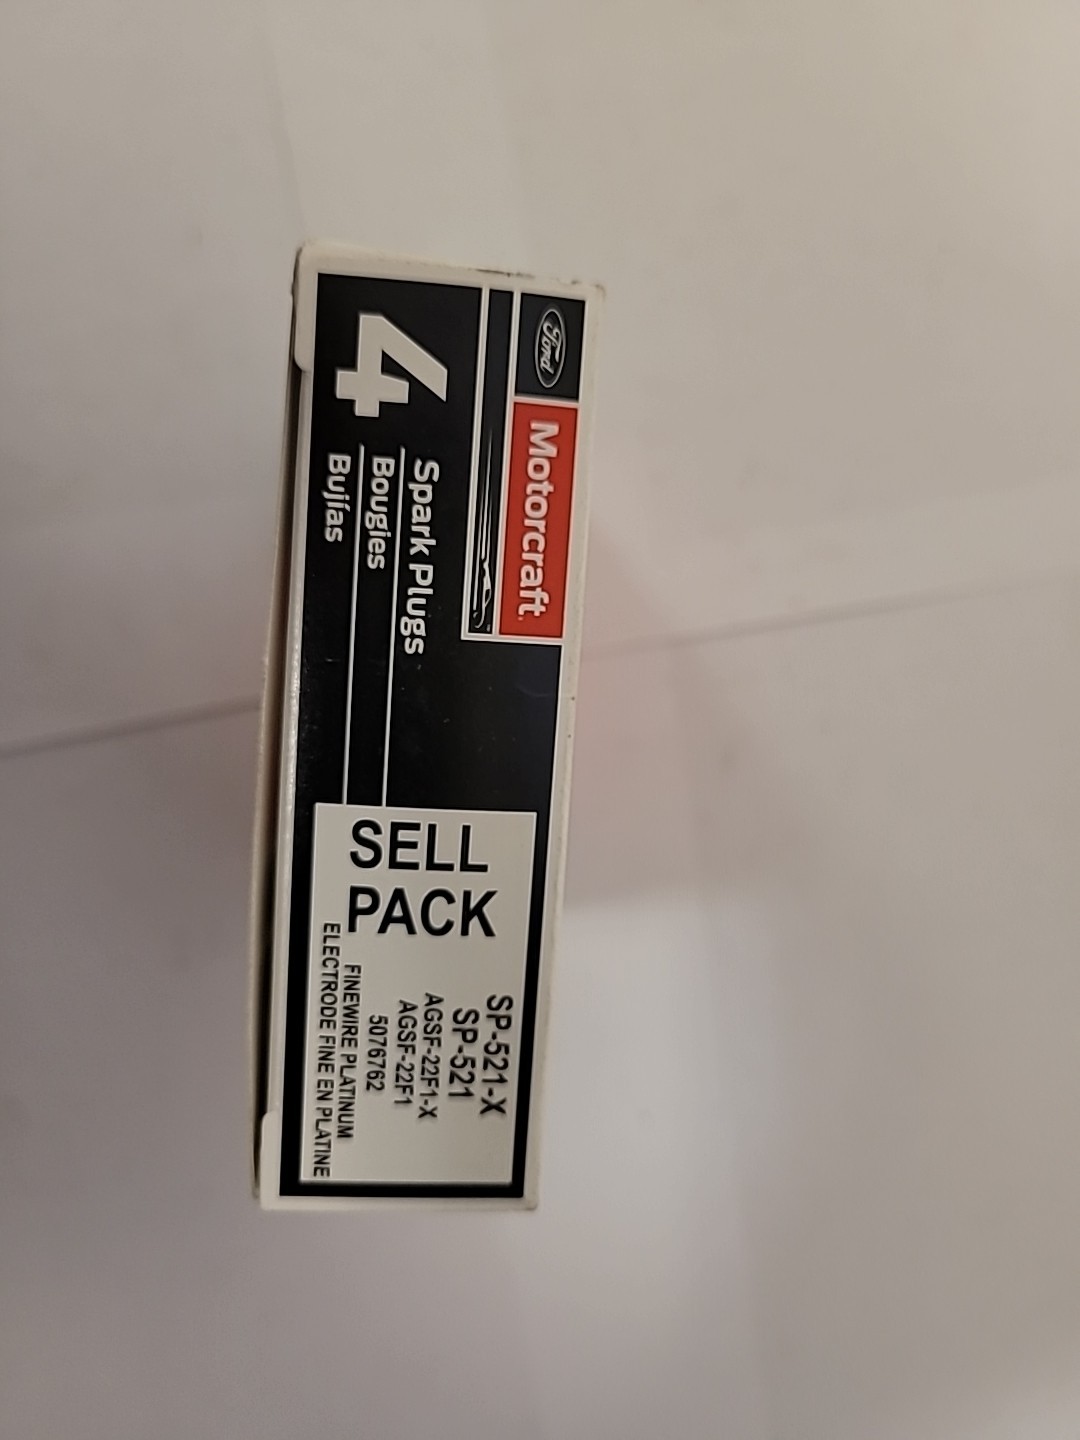 Ford
Motorcraft
4
Spark Plugs
Bougies
Bujías
SELL
PACK
SP-521-X
SP-521
AGSF-22F1-X
AGSF-22F1
5076762
FINEWIRE PLATINUM
ELECTRODE FINE EN PLATINE